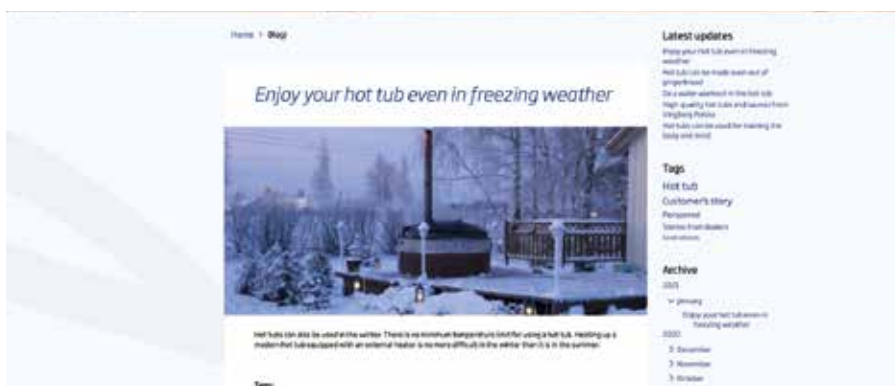 Home > Blogi
Enjoy your hot tub even in freezing weather
Hot tubs can also be used in the winter. There is no minimum temperature limit for using a hot tub. Heating up a
modern hot tub equipped with an external heater is no more difficult in the winter than it is in the summer.
Tags
Latest updates
Enjoy your hot tub even in freezing
weather
Hot tub can be made even out of
gingerbread
Do a water workout in the hot tub
High quality hot tubs and saunas from
Hot tubs can be used for training the
body and mind
Tags
Hot tub
Customer's story
Personnel
Stories from dealers
Archive
2021
January
Enjoy your hot tub even in
freezing weather
2020
> December
> November
> October